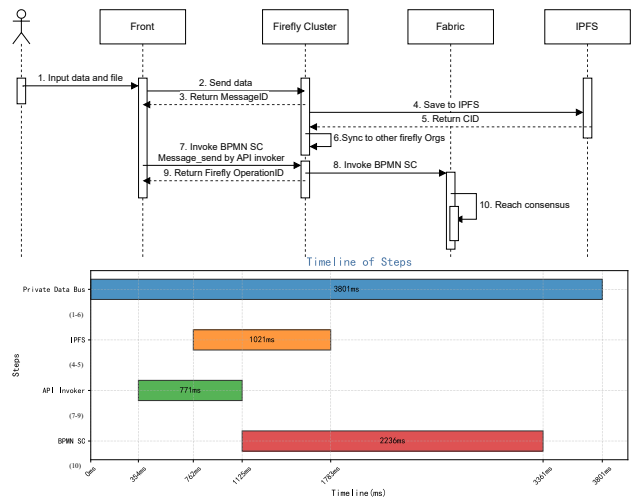 Front
Firefly Cluster
Fabric
IPFS
1. Input data and file
2. Send data
3. Return MessageID
4. Save to IPFS
5. Return CID
6.Sync to other firefly Orgs
7. Invoke BPMN SC
Message_send by API invoker
8. Invoke BPMN SC
9. Return Firefly OperationID
10. Reach consensus
Timeline of Steps
Steps
Private Data Bus
(1-6)
3801ms
IPFS
(4-5)
1021ms
API Invoker
(7-9)
771ms
BPMN SC
(10)
2236ms
0ms
354ms
762ms
1125ms
1783ms
3361ms
3801ms
Timeline(ms)